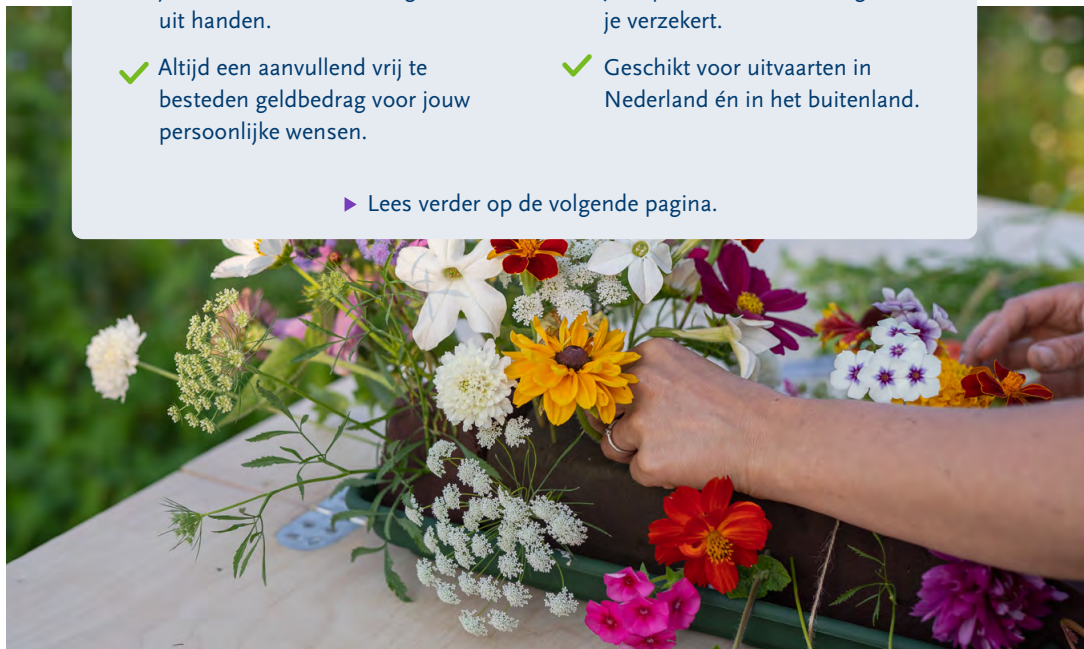 uit handen.
Altijd een aanvullend vrij te
besteden geldbedrag voor jouw
persoonlijke wensen.
je verzekert.
Geschikt voor uitvaarten in
Nederland én in het buitenland.
Lees verder op de volgende pagina.